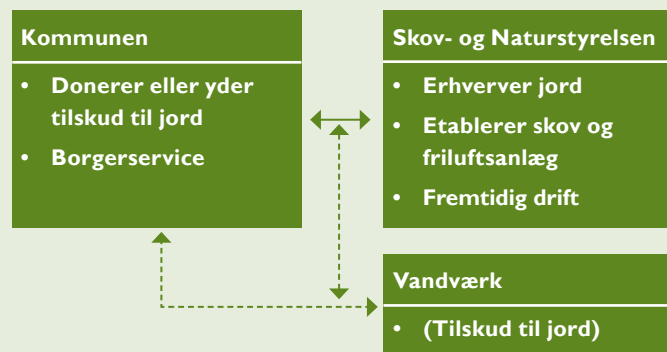 Kommunen
• Donerer eller yder
tilskud til jord
• Borgerservice
Skov- og Naturstyrelsen
• Erhverver jord
• Etablerer skov og
friluftsanlæg
• Fremtidig drift
Vandværk
• (Tilskud til jord)